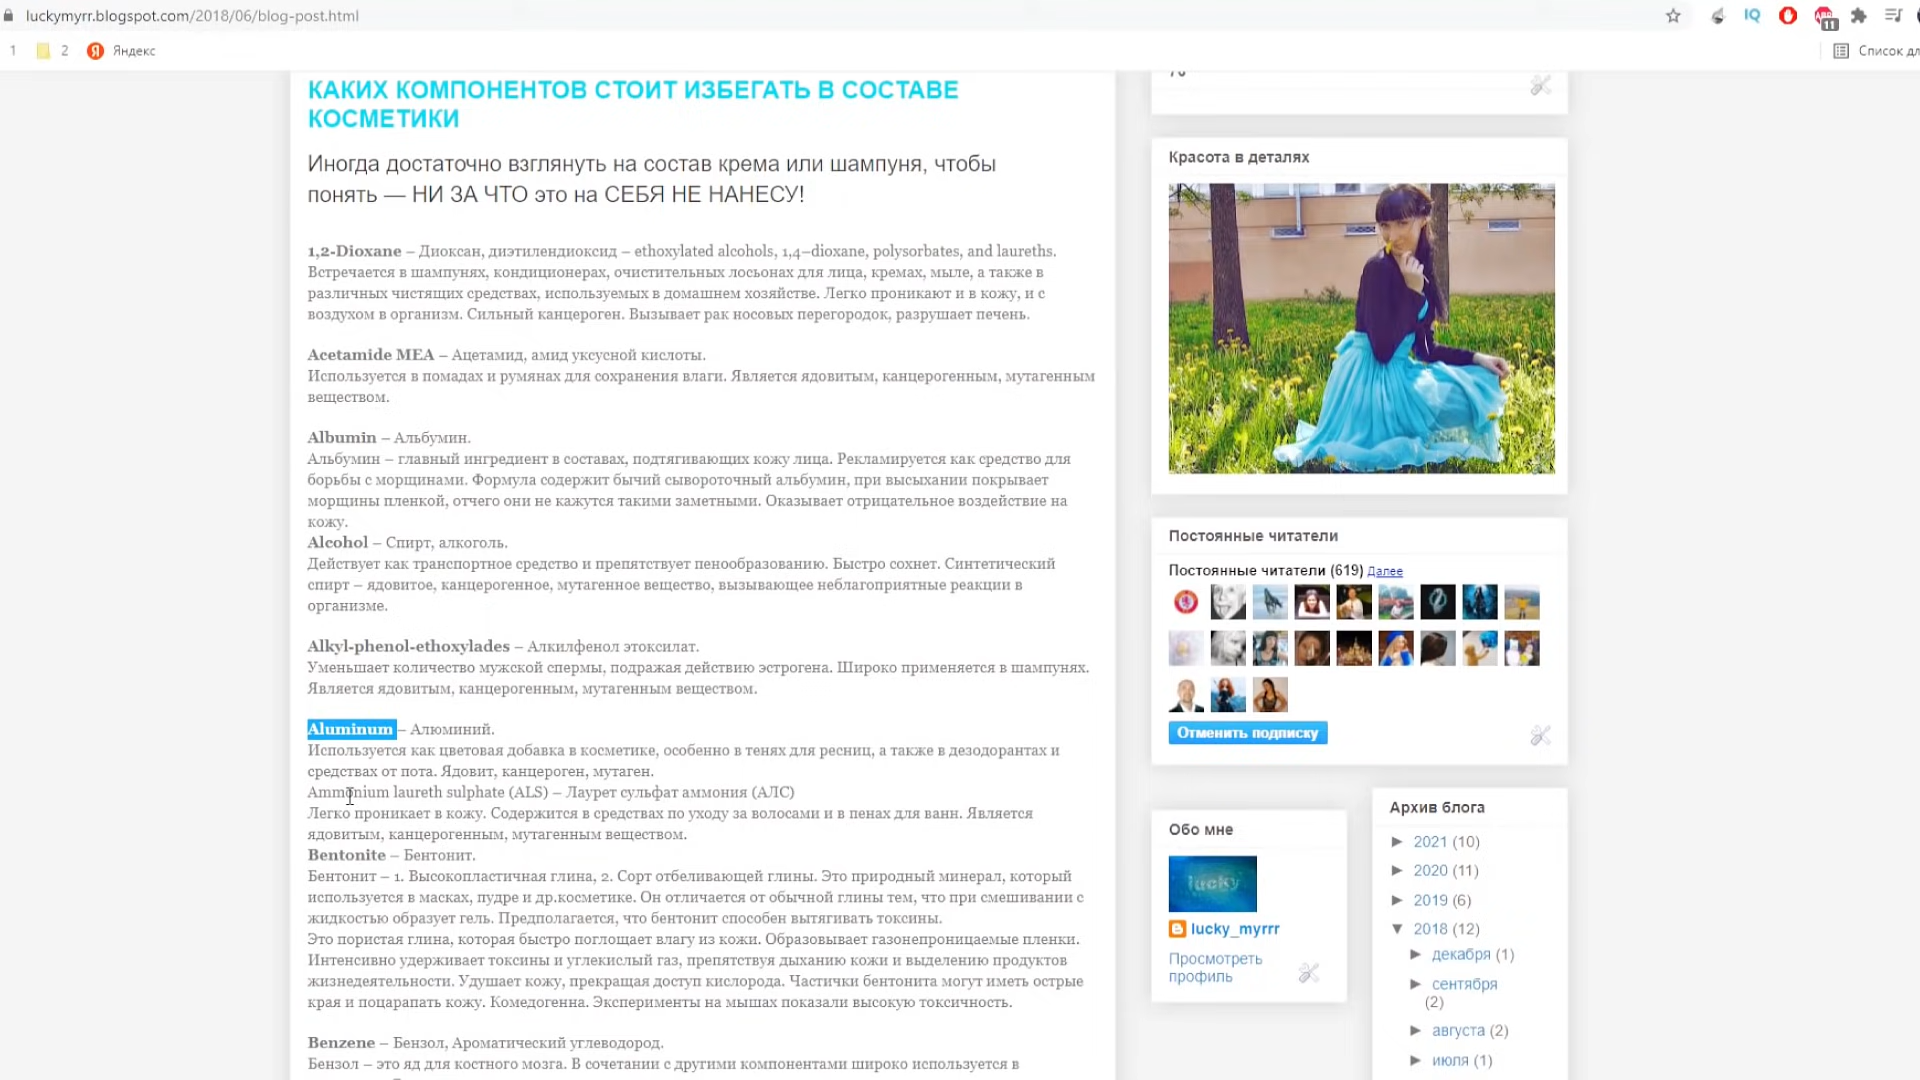 luckymyrr.blogspot.com/2018/06/blog-post.html
IQ
ABP
11
1
2
Я Яндекс
Список дл
КАКИХ КОМПОНЕНТОВ СТОИТ ИЗБЕГАТЬ В СОСТАВЕ
КОСМЕТИКИ
Иногда достаточно взглянуть на состав крема или шампуня, чтобы
понять — НИ ЗА ЧТО это на СЕБЯ НЕ НАНЕСУ!
1,2-Dioxane – Диоксан, диэтилендиоксид – ethoxylated alcohols, 1,4–dioxane, polysorbates, and laureths.
Встречается в шампунях, кондиционерах, очистительных лосьонах для лица, кремах, мыле, а также в
различных чистящих средствах, используемых в домашнем хозяйстве. Легко проникают и в кожу, и с
воздухом в организм. Сильный канцероген. Вызывает рак носовых перегородок, разрушает печень.
Acetamide MEA – Ацетамид, амид уксусной кислоты.
Используется в помадах и румянах для сохранения влаги. Является ядовитым, канцерогенным, мутагенным
веществом.
Albumin – Альбумин.
Альбумин – главный ингредиент в составах, подтягивающих кожу лица. Рекламируется как средство для
борьбы с морщинами. Формула содержит бычий сывороточный альбумин, при высыхании покрывает
морщины пленкой, отчего они не кажутся такими заметными. Оказывает отрицательное воздействие на
кожу.
Alcohol – Спирт, алкоголь.
Действует как транспортное средство и препятствует пенообразованию. Быстро сохнет. Синтетический
спирт – ядовитое, канцерогенное, мутагенное вещество, вызывающее неблагоприятные реакции в
организме.
Alkyl-phenol-ethoxylades – Алкилфенол этоксилат.
Уменьшает количество мужской спермы, подражая действию эстрогена. Широко применяется в шампунях.
Является ядовитым, канцерогенным, мутагенным веществом.
Aluminum – Алюминий.
Используется как цветовая добавка в косметике, особенно в тенях для ресниц, а также в дезодорантах и
средствах от пота. Ядовит, канцероген, мутаген.
Ammonium laureth sulphate (ALS) – Лаурет сульфат аммония (АЛС)
Легко проникает в кожу. Содержится в средствах по уходу за волосами и в пенах для ванн. Является
ядовитым, канцерогенным, мутагенным веществом.
Bentonite – Бентонит.
Бентонит – 1. Высокопластичная глина, 2. Сорт отбеливающей глины. Это природный минерал, который
используется в масках, пудре и др.косметике. Он отличается от обычной глины тем, что при смешивании с
жидкостью образует гель. Предполагается, что бентонит способен вытягивать токсины.
Это пористая глина, которая быстро поглощает влагу из кожи. Образовывает газонепроницаемые пленки.
Интенсивно удерживает токсины и углекислый газ, препятствуя дыханию кожи и выделению продуктов
жизнедеятельности. Удушает кожу, прекращая доступ кислорода. Частички бентонита могут иметь острые
края и поцарапать кожу. Комедогенна. Эксперименты на мышах показали высокую токсичность.
Benzene – Бензол, Ароматический углеводород.
Бензол – это яд для костного мозга. В сочетании с другими компонентами широко используется в
Красота в деталях
Постоянные читатели
Постоянные читатели (619) Далее
Отменить подписку
Обо мне
lucky
lucky_myrrr
Просмотреть
профиль
Архив блога
► 2021 (10)
► 2020 (11)
► 2019 (6)
▼ 2018 (12)
► декабря (1)
► сентября
(2)
► августа (2)
► июля (1)